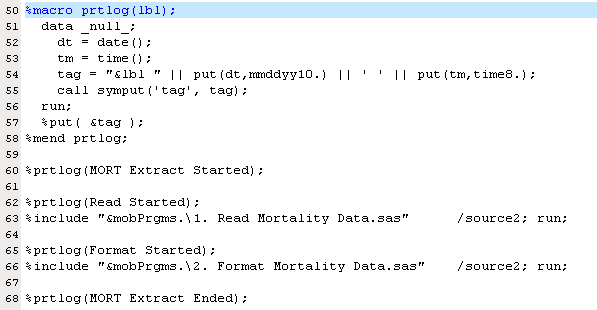 50 %macro prtlog(lbl);
51   data _null_;
52     dt = date();
53     tm = time();
54     tag = "&lbl " || put(dt,mmddyy10.) || ' ' || put(tm,time8.);
55     call symput('tag', tag);
56   run;
57   %put( &tag );
58 %mend prtlog;
59
60 %prtlog(MORT Extract Started);
61
62 %prtlog(Read Started);
63 %include "&mobPrgms.\1. Read Mortality Data.sas"      /source2; run;
64
65 %prtlog(Format Started);
66 %include "&mobPrgms.\2. Format Mortality Data.sas"    /source2; run;
67
68 %prtlog(MORT Extract Ended);